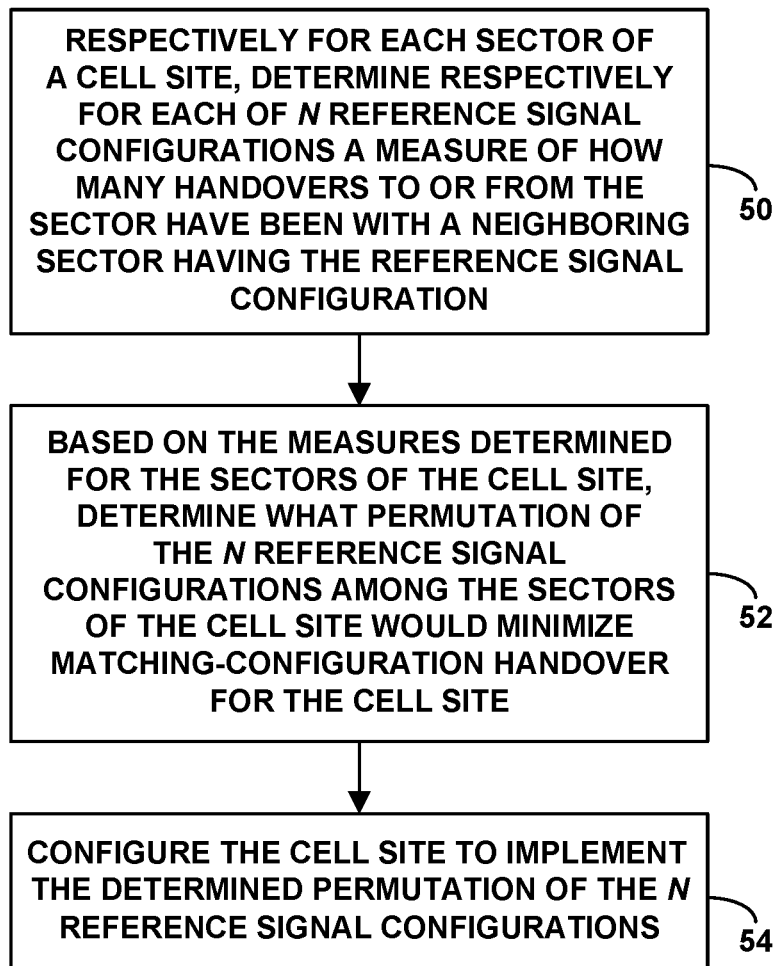 RESPECTIVELY FOR EACH SECTOR OF
A CELL SITE, DETERMINE RESPECTIVELY
FOR EACH OF N REFERENCE SIGNAL
CONFIGURATIONS A MEASURE OF HOW
MANY HANDOVERS TO OR FROM THE
SECTOR HAVE BEEN WITH A NEIGHBORING
SECTOR HAVING THE REFERENCE SIGNAL
CONFIGURATION
50
BASED ON THE MEASURES DETERMINED
FOR THE SECTORS OF THE CELL SITE,
DETERMINE WHAT PERMUTATION OF
THE N REFERENCE SIGNAL
CONFIGURATIONS AMONG THE SECTORS
OF THE CELL SITE WOULD MINIMIZE
MATCHING-CONFIGURATION HANDOVER
FOR THE CELL SITE
52
CONFIGURE THE CELL SITE TO IMPLEMENT
THE DETERMINED PERMUTATION OF THE N
REFERENCE SIGNAL CONFIGURATIONS
54